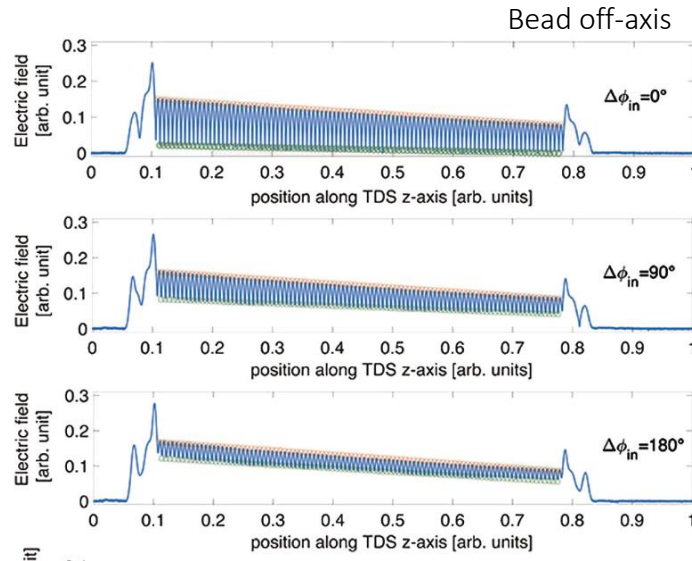 Bead off-axis
Electric field
[arb. unit]
0.3
0.2
0.1
0
Δϕin=0°
0 0.1 0.2 0.3 0.4 0.5 0.6 0.7 0.8 0.9 1
position along TDS z-axis [arb. units]
Electric field
[arb. unit]
0.3
0.2
0.1
0
Δϕin=90°
0 0.1 0.2 0.3 0.4 0.5 0.6 0.7 0.8 0.9 1
position along TDS z-axis [arb. units]
Electric field
[arb. unit]
0.3
0.2
0.1
0
Δϕin=180°
0 0.1 0.2 0.3 0.4 0.5 0.6 0.7 0.8 0.9 1
position along TDS z-axis [arb. units]